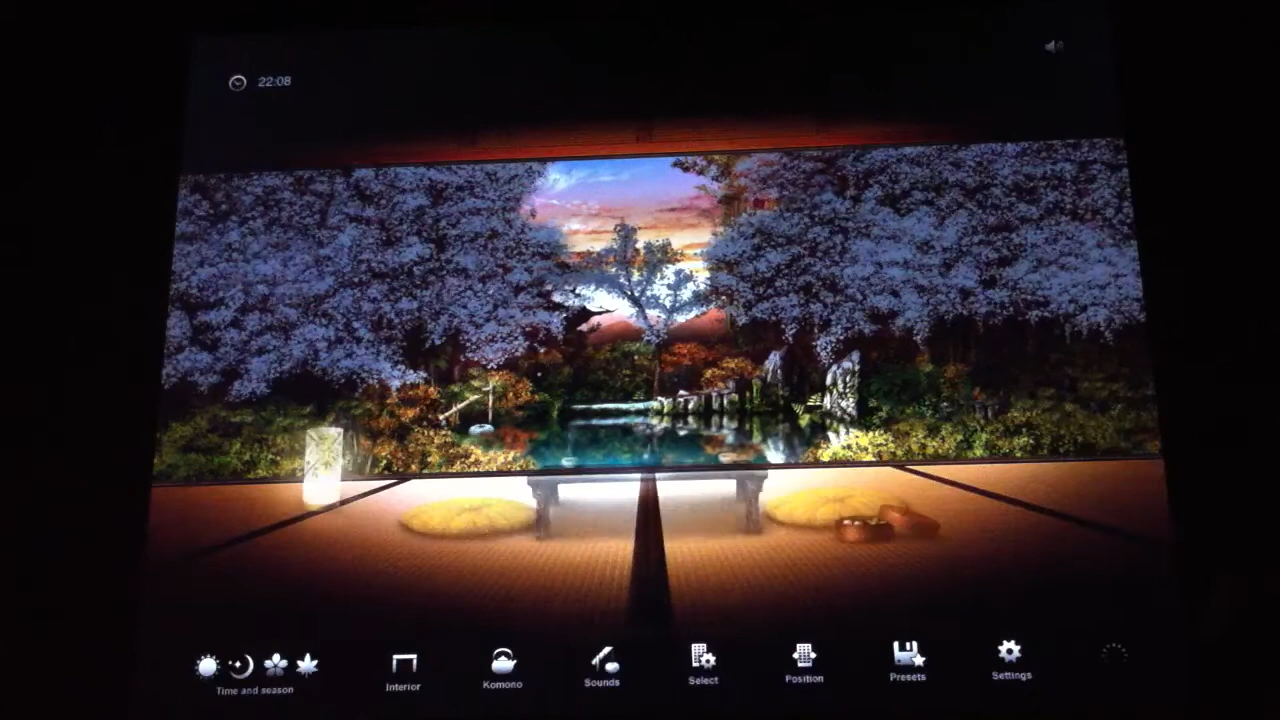 22:08
Time and season
Interior
Komono
Sounds
Select
Position
Presets
Settings